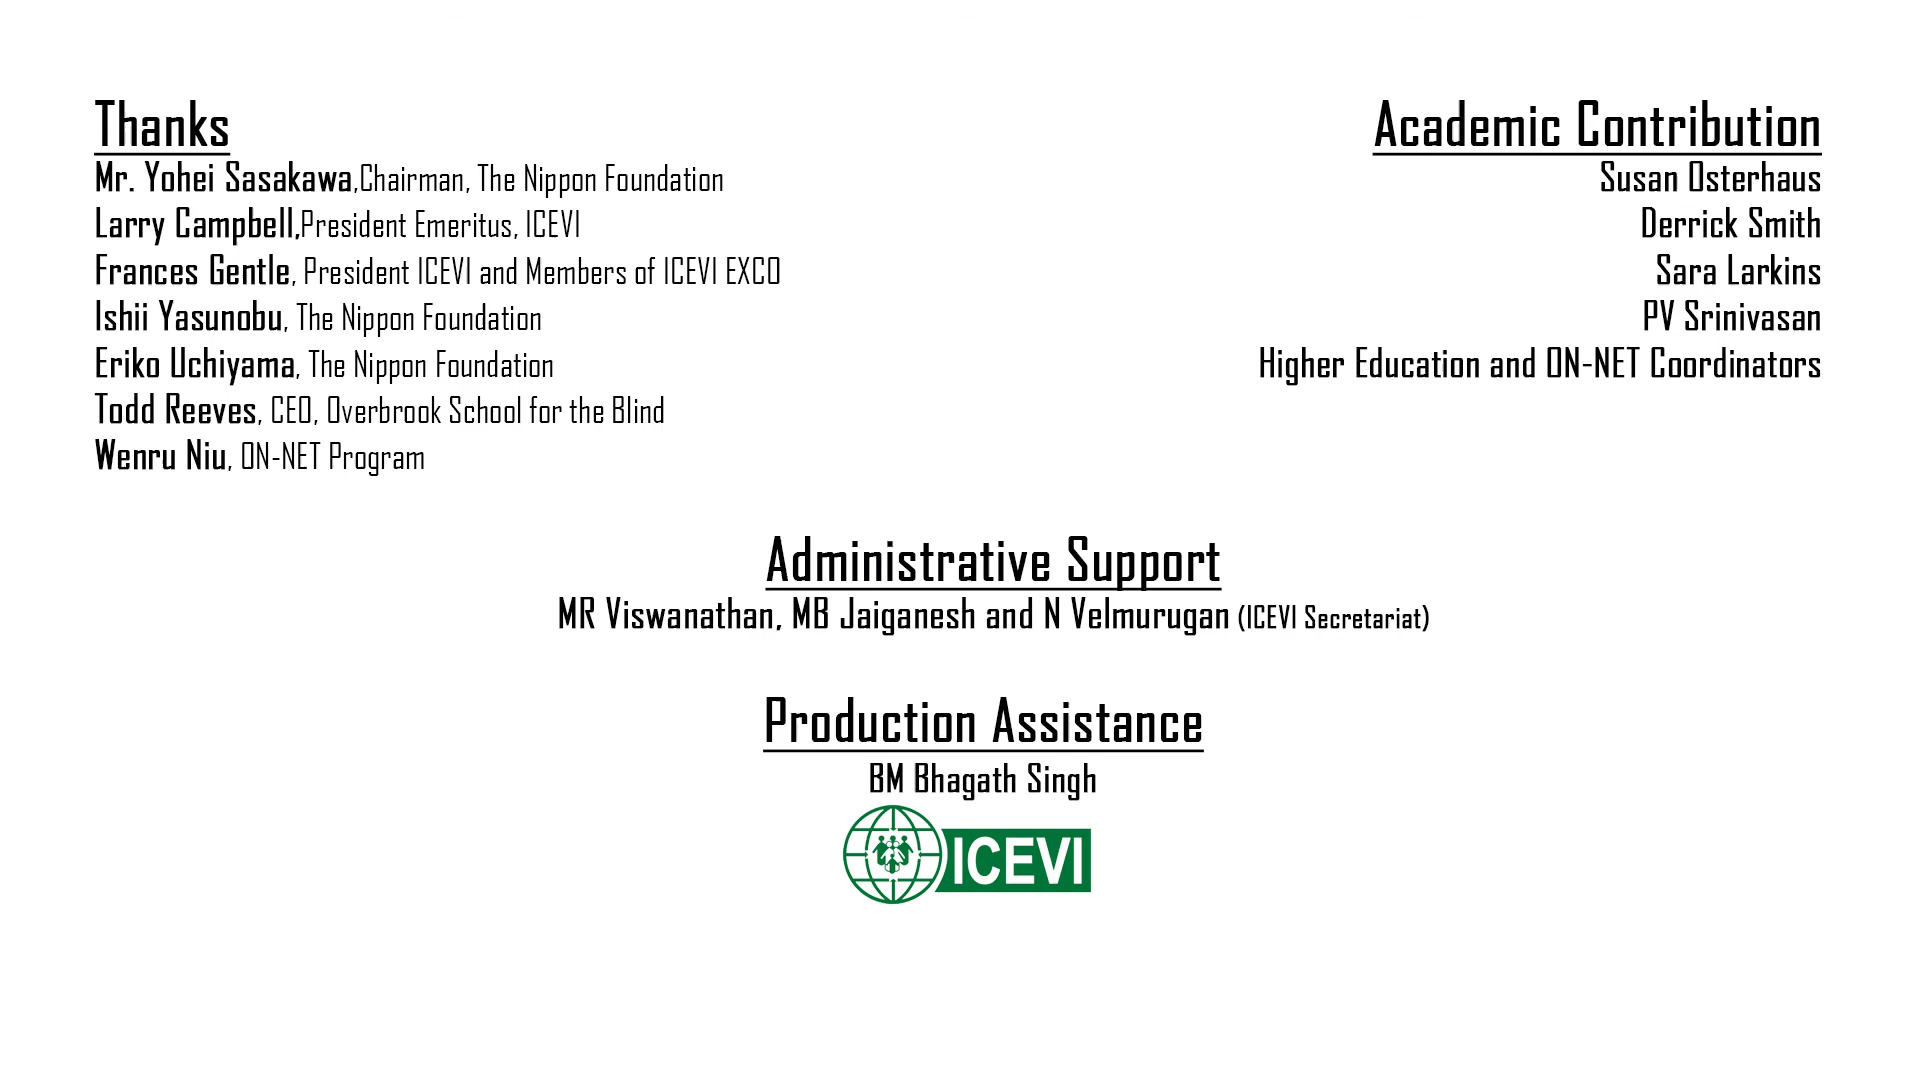 Thanks
Mr. Yohei Sasakawa,Chairman, The Nippon Foundation
Larry Campbell,President Emeritus, ICEVI
Frances Gentle, President ICEVI and Members of ICEVI EXCO
Ishii Yasunobu, The Nippon Foundation
Eriko Uchiyama, The Nippon Foundation
Todd Reeves, CEO, Overbrook School for the Blind
Wenru Niu, ON-NET Program
Academic Contribution
Susan Osterhaus
Derrick Smith
Sara Larkins
PV Srinivasan
Higher Education and ON-NET Coordinators
Administrative Support
MR Viswanathan, MB Jaiganesh and N Velmurugan (ICEVI Secretariat)
Production Assistance
BM Bhagath Singh
ICEVI